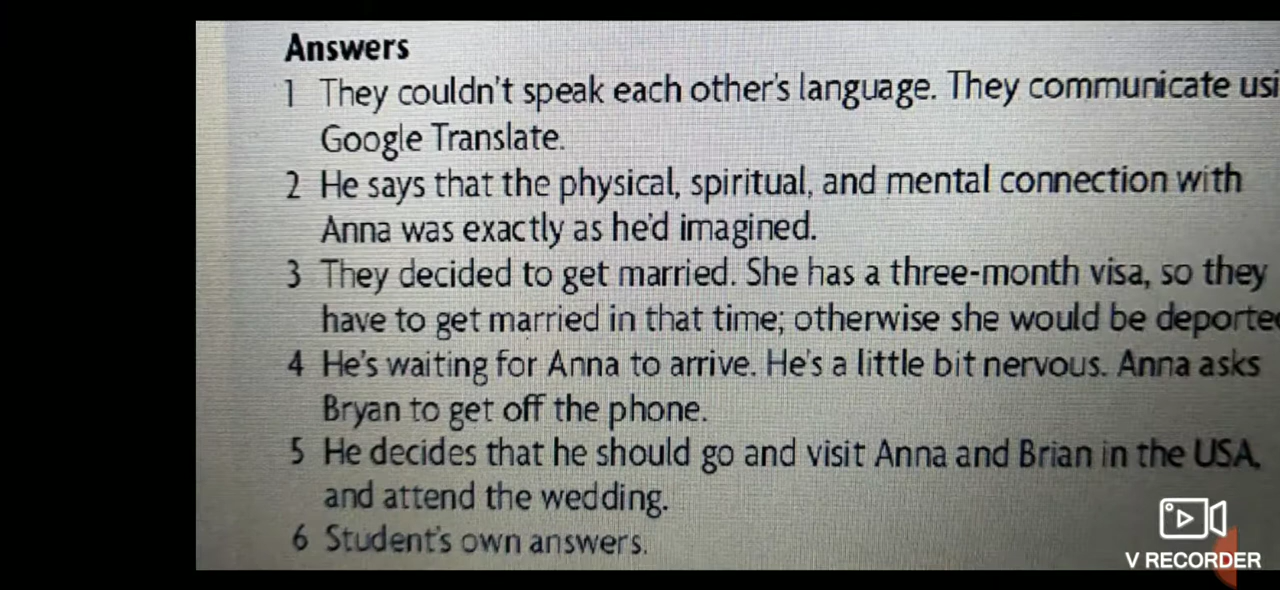 Answers
1 They couldn't speak each other's language. They communicate usi
Google Translate.
2 He says that the physical, spiritual, and mental connection with
Anna was exactly as he'd imagined.
3 They decided to get married. She has a three-month visa, so they
have to get married in that time; otherwise she would be deporte
4 He's waiting for Anna to arrive. He's a little bit nervous. Anna asks
Bryan to get off the phone.
5 He decides that he should go and visit Anna and Brian in the USA,
and attend the wedding.
6 Student's own answers.
V RECORDER